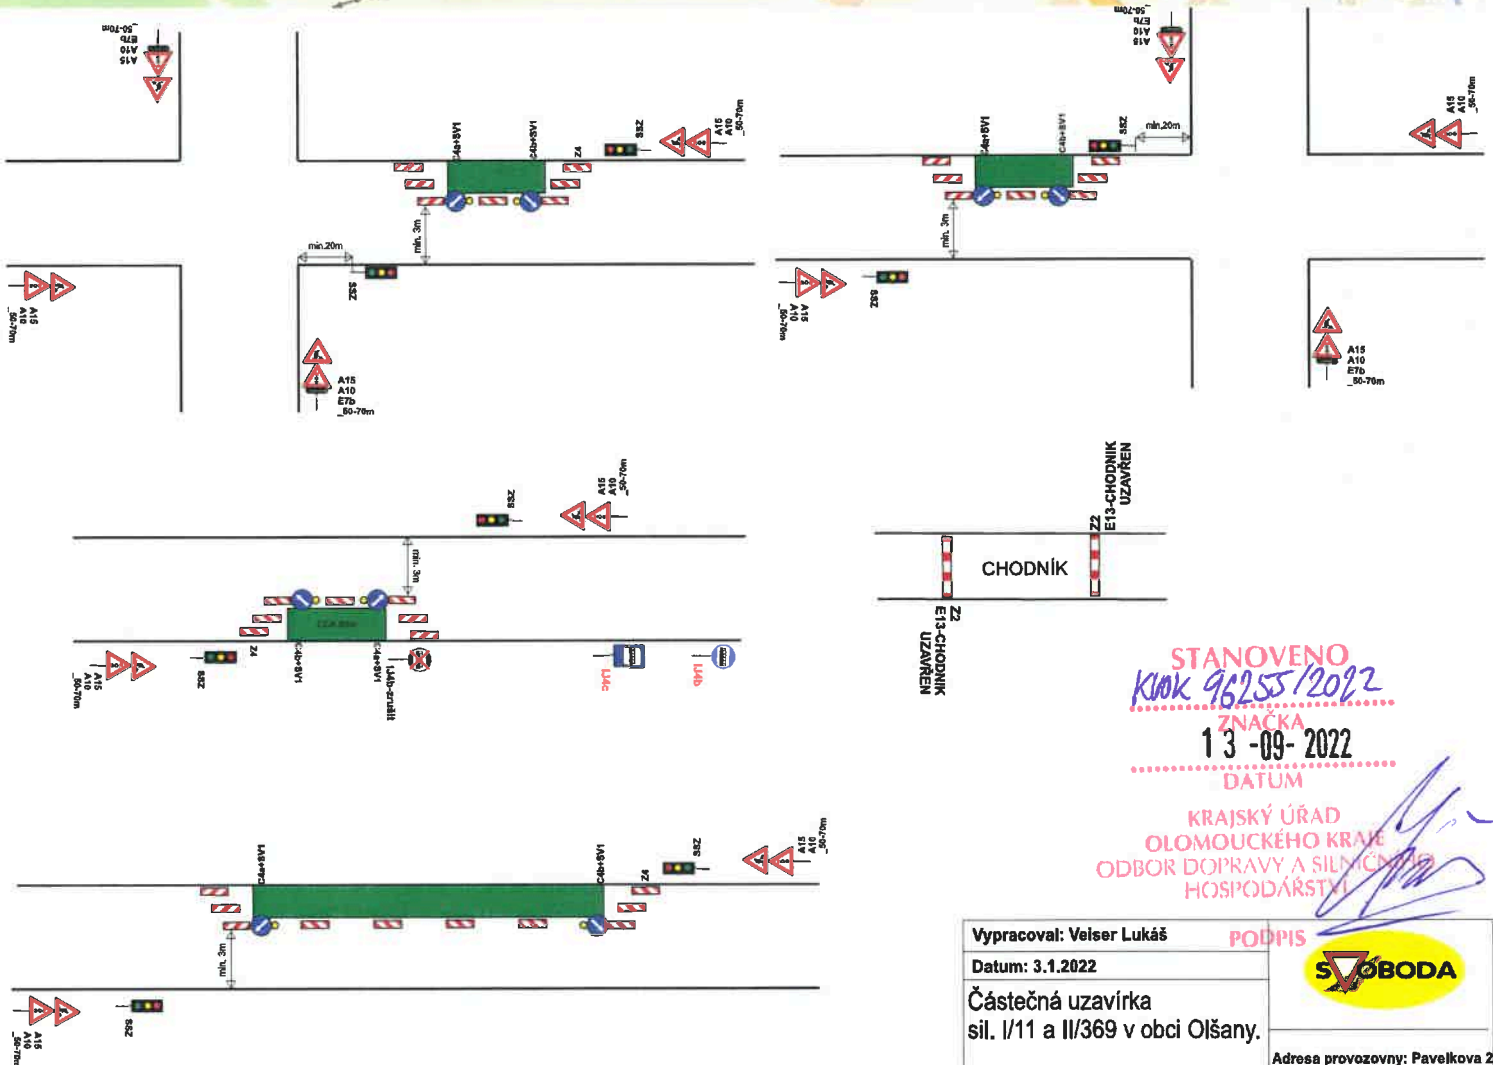 _50-70m
E7b
A10
A15
C4a+SV1
C4b+SV1
Z4
SSZ
A15
A10
_50-70m
min. 3m
min.20m
SSZ
A15
A10
_50-70m
A15
A10
E7b
_50-70m
_50-70m
E7b
A10
A15
C4a+SV1
C4b+SV1
SSZ
min.20m
A15
A10
_50-70m
min. 3m
SSZ
A15
A10
_50-70m
A15
A10
E7b
_50-70m
SSZ
A15
A10
_50-70m
min. 3m
Z4
C4b+SV1
C4a+SV1
IJ4b-zrušit
IJ4c
IJ4b
SSZ
A15
A10
_50-70m
Z2
E13-CHODNIK
UZAVŘEN
CHODNÍK
Z2
E13-CHODNIK
UZAVŘEN
C4a+SV1
C4b+SV1
Z4
SSZ
A15
A10
_50-70m
min. 3m
SSZ
A15
A10
_50-70m
STANOVENO
KUOK 96255/2022
ZNAČKA
13 -09- 2022
DATUM
KRAJSKÝ ÚŘAD
OLOMOUCKÉHO KRAJE
ODBOR DOPRAVY A SILNIČNÍHO
HOSPODÁŘSTVÍ
PODPIS
Vypracoval: Veiser Lukáš
Datum: 3.1.2022
Částečná uzavírka
sil. I/11 a II/369 v obci Olšany.
SVOBODA
Adresa provozovny: Pavelkova 2